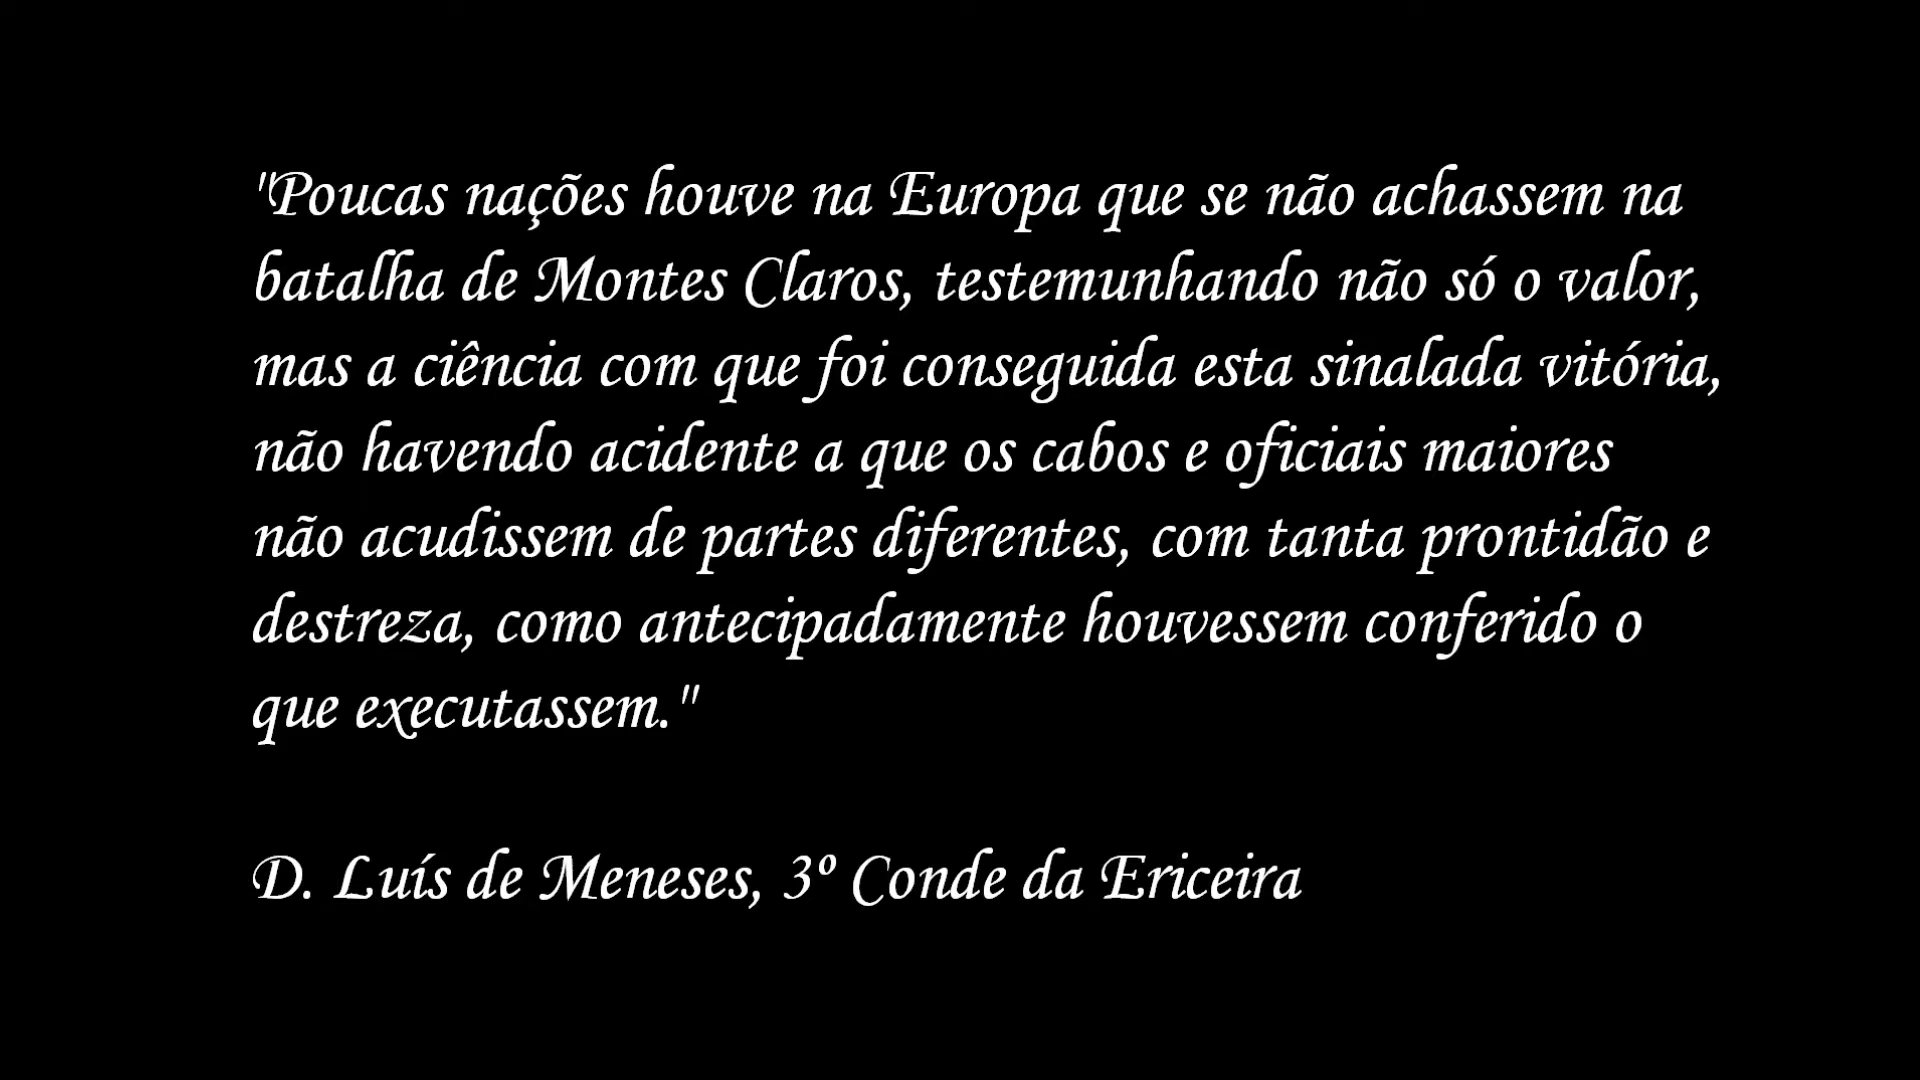 "Poucas nações houve na Europa que se não achassem na
batalha de Montes Claros, testemunhando não só o valor,
mas a ciência com que foi conseguida esta sinalada vitória,
não havendo acidente a que os cabos e oficiais maiores
não acudissem de partes diferentes, com tanta prontidão e
destreza, como antecipadamente houvessem conferido o
que executassem."
D. Luís de Meneses, 3º Conde da Ericeira